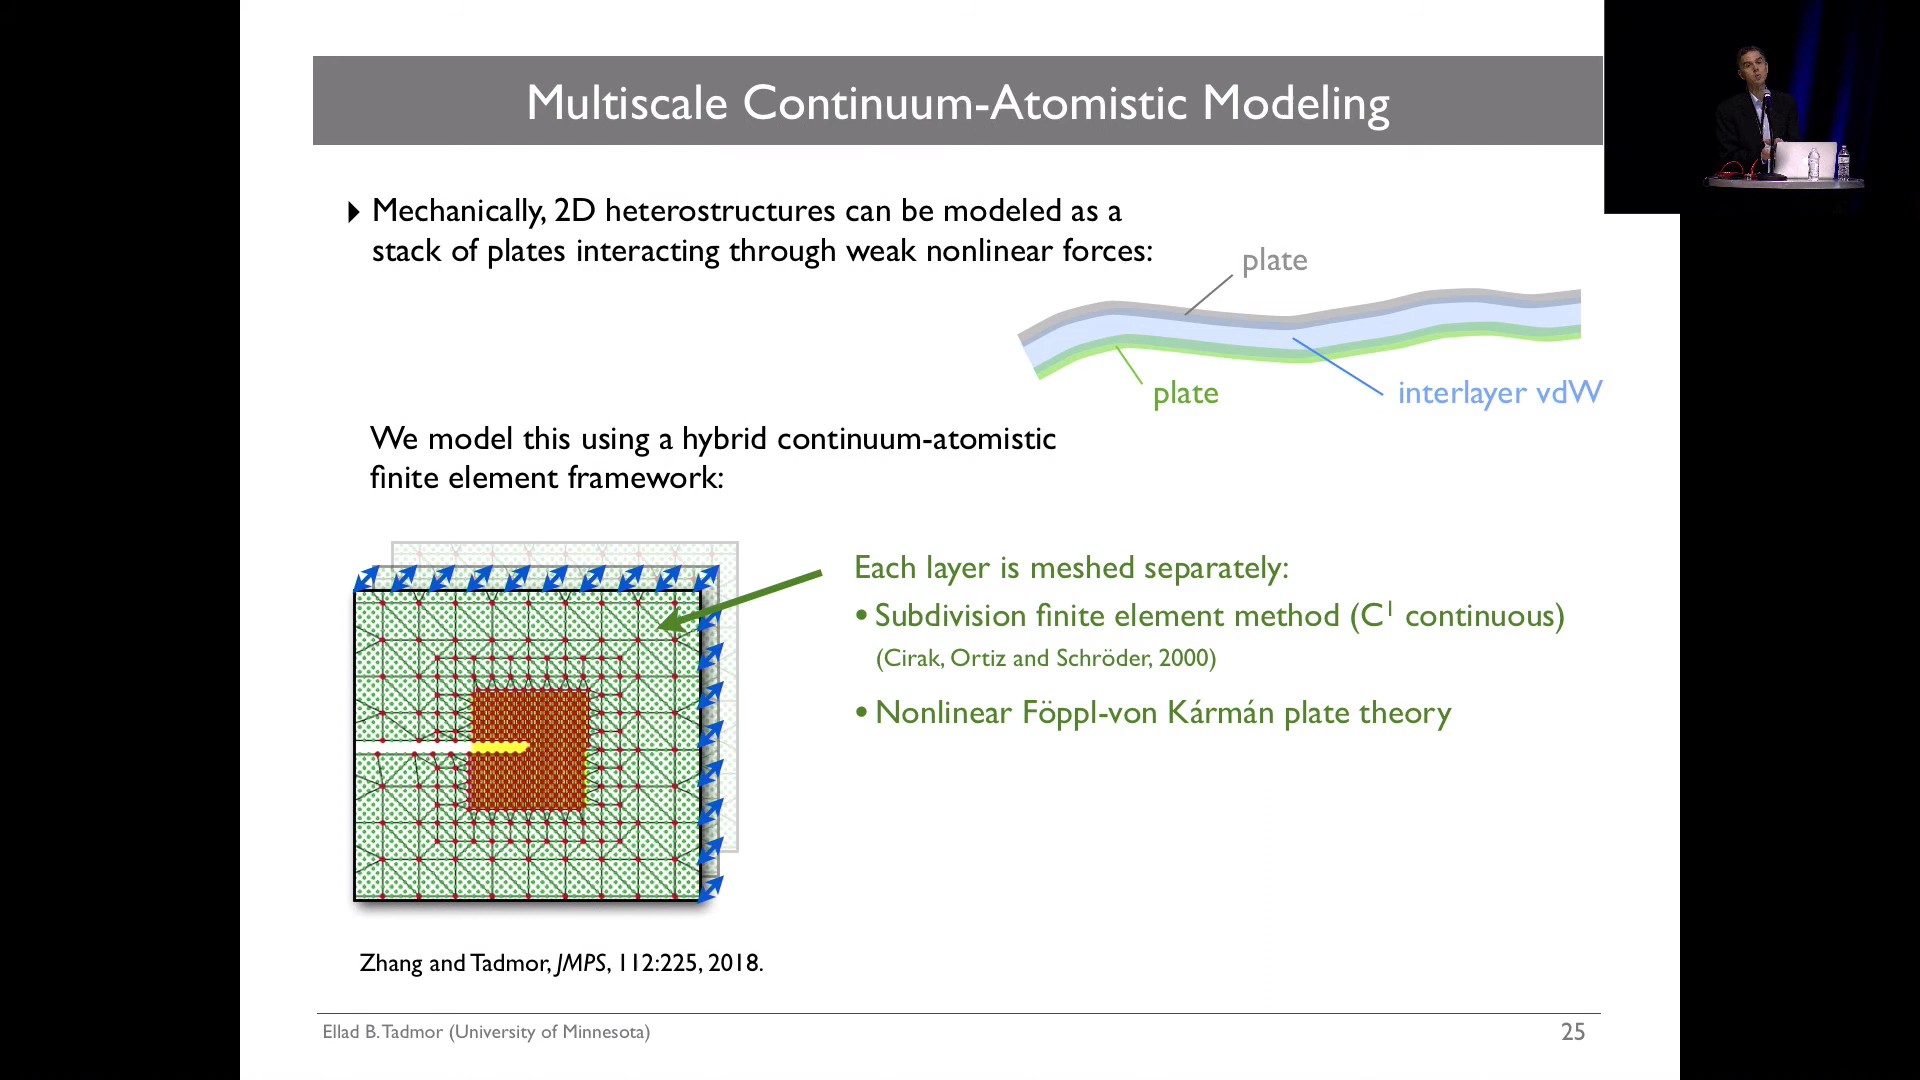 Multiscale Continuum-Atomistic Modeling
Mechanically, 2D heterostructures can be modeled as a
stack of plates interacting through weak nonlinear forces:
plate
plate
interlayer vdW
We model this using a hybrid continuum-atomistic
finite element framework:
Each layer is meshed separately:
• Subdivision finite element method (C¹ continuous)
(Cirak, Ortiz and Schröder, 2000)
• Nonlinear Föppl-von Kármán plate theory
Zhang and Tadmor, JMPS, 112:225, 2018.
Ellad B. Tadmor (University of Minnesota)
25